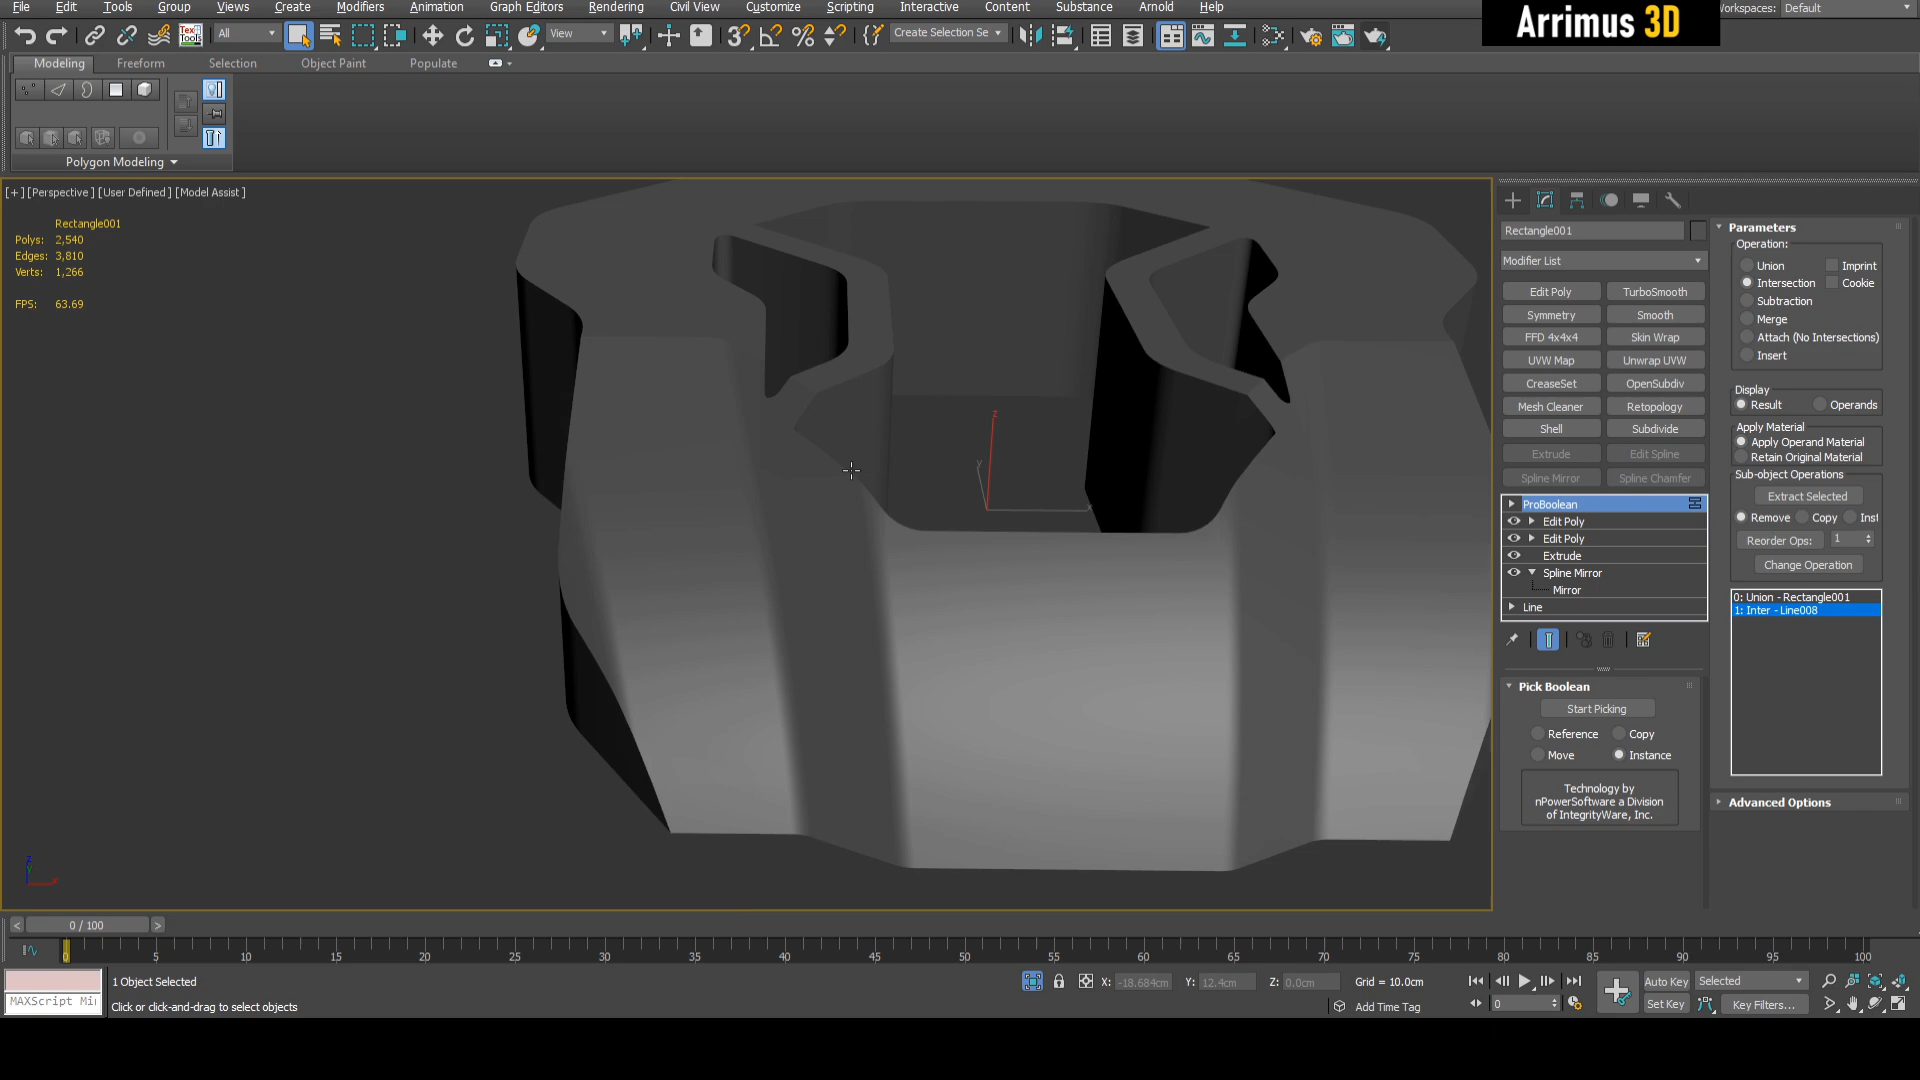 File Edit Tools Group Views Create Modifiers Animation Graph Editors Rendering Civil View Customize Scripting Interactive Content Substance Arnold Help
Workspaces: Default
Arrimus 3D
All
View
Create Selection Se
Modeling Freeform Selection Object Paint Populate
Polygon Modeling
[+] [Perspective] [User Defined] [Model Assist]
Rectangle001
Polys: 2,540
Edges: 3,810
Verts: 1,266
FPS: 63.69
Rectangle001
Modifier List
Edit Poly TurboSmooth
Symmetry Smooth
FFD 4x4x4 Skin Wrap
UVW Map Unwrap UVW
CreaseSet OpenSubdiv
Mesh Cleaner Retopology
Shell Subdivide
Extrude Edit Spline
Spline Mirror Spline Chamfer
ProBoolean
Edit Poly
Edit Poly
Extrude
Spline Mirror
Mirror
Line
Pick Boolean
Start Picking
Reference Copy
Move Instance
Technology by
nPowerSoftware a Division
of IntegrityWare, Inc.
Parameters
Operation:
Union Imprint
Intersection Cookie
Subtraction
Merge
Attach (No Intersections)
Insert
Display
Result Operands
Apply Material
Apply Operand Material
Retain Original Material
Sub-object Operations
Extract Selected
Remove Copy Inst
Reorder Ops: 1
Change Operation
0: Union - Rectangle001
1: Inter - Line008
Advanced Options
z
y
x
0 / 100
0 5 10 15 20 25 30 35 40 45 50 55 60 65 70 75 80 85 90 95 100
MAXScript Mi
1 Object Selected
Click or click-and-drag to select objects
X: -18.684cm Y: 12.4cm Z: 0.0cm Grid = 10.0cm
Add Time Tag
0
Auto Key Selected
Set Key Key Filters...